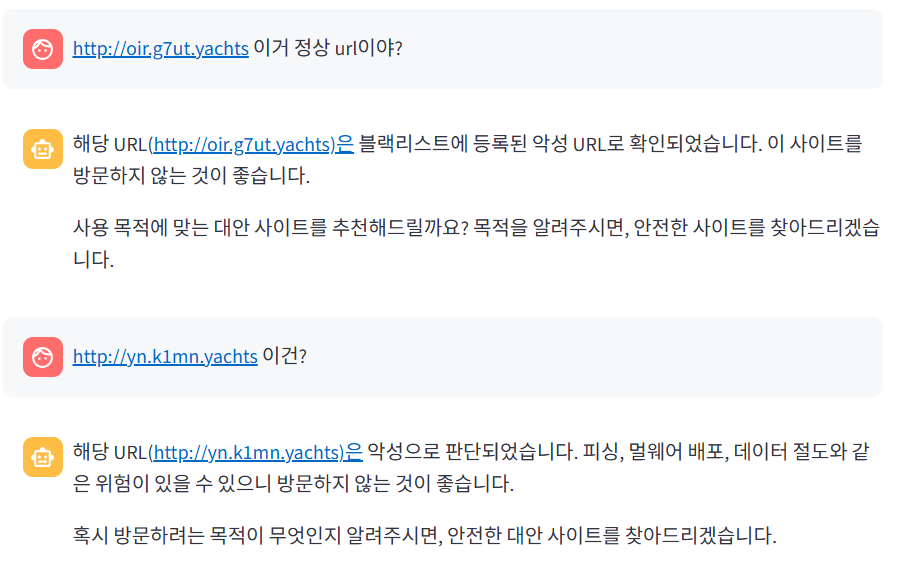 http://oir.g7ut.yachts 이거 정상 url이야?
해당 URL(http://oir.g7ut.yachts)은 블랙리스트에 등록된 악성 URL로 확인되었습니다. 이 사이트를
방문하지 않는 것이 좋습니다.
사용 목적에 맞는 대안 사이트를 추천해드릴까요? 목적을 알려주시면, 안전한 사이트를 찾아드리겠습
니다.
http://yn.k1mn.yachts 이건?
해당 URL(http://yn.k1mn.yachts)은 악성으로 판단되었습니다. 피싱, 멀웨어 배포, 데이터 절도와 같
은 위험이 있을 수 있으니 방문하지 않는 것이 좋습니다.
혹시 방문하려는 목적이 무엇인지 알려주시면, 안전한 대안 사이트를 찾아드리겠습니다.